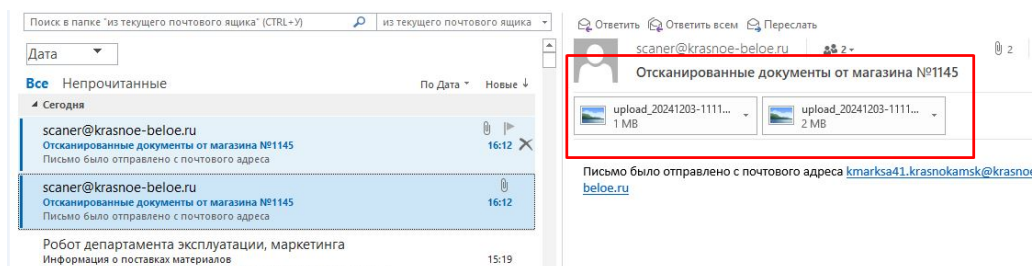 Поиск в папке "из текущего почтового ящика" (CTRL+У)
из текущего почтового ящика
Дата
Все Непрочитанные
По Дата Новые ↓
Сегодня
scaner@krasnoe-beloe.ru
Отсканированные документы от магазина №1145
16:12
Письмо было отправлено с почтового адреса
scaner@krasnoe-beloe.ru
Отсканированные документы от магазина №1145
16:12
Письмо было отправлено с почтового адреса
Робот департамента эксплуатации, маркетинга
Информация о поставках материалов
15:19
Ответить Ответить всем Переслать
scaner@krasnoe-beloe.ru
2
2
Отсканированные документы от магазина №1145
upload_20241203-1111...
1 МВ
upload_20241203-1111...
2 МВ
Письмо было отправлено с почтового адреса kmarksa41.krasnokamsk@krasnoe
beloe.ru